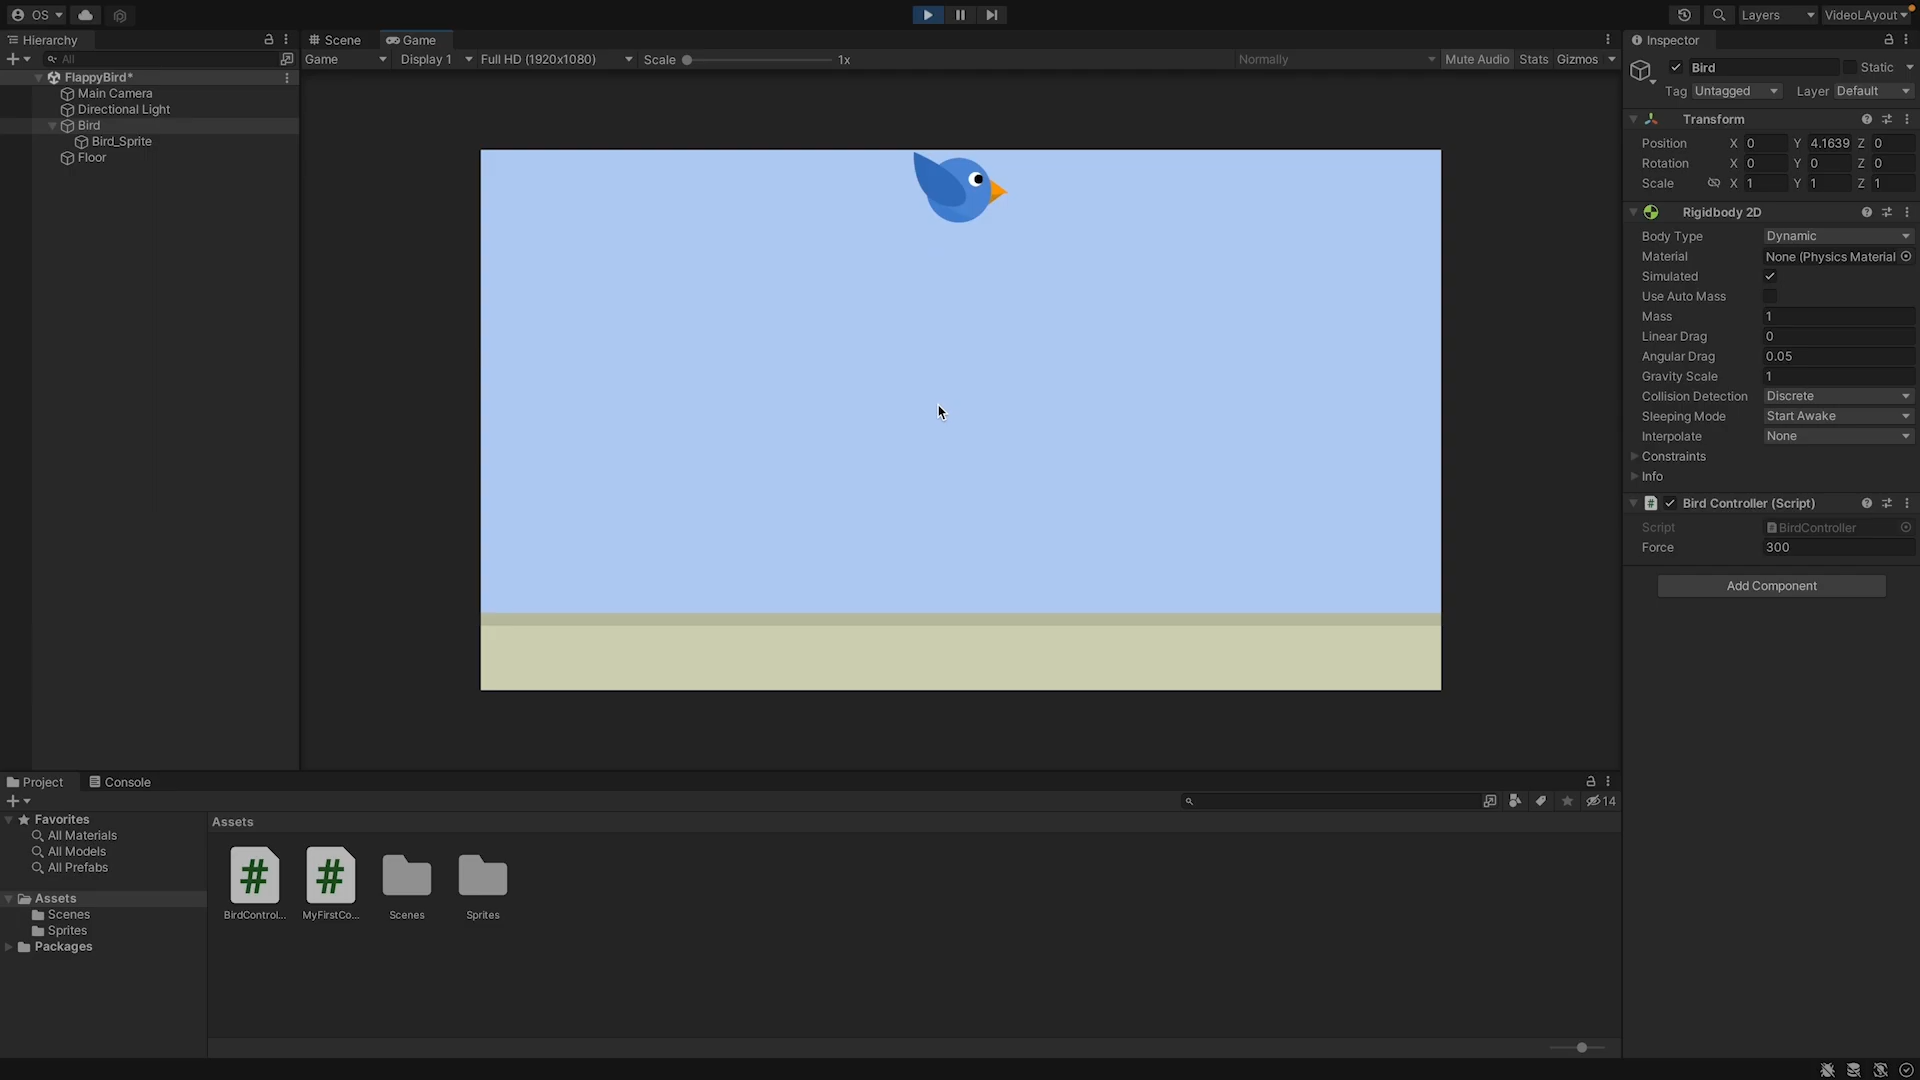 OS
Layers
VideoLAyout
Hierarchy
All
FlappyBird*
Main Camera
Directional Light
Bird
Bird_Sprite
Floor
Scene
Game
Game
Display 1
Full HD (1920x1080)
Scale
1x
Normally
Mute Audio
Stats
Gizmos
Inspector
Bird
Static
Tag Untagged
Layer Default
Transform
Position X 0 Y 4.1639 Z 0
Rotation X 0 Y 0 Z 0
Scale X 1 Y 1 Z 1
Rigidbody 2D
Body Type Dynamic
Material None (Physics Material
Simulated
Use Auto Mass
Mass 1
Linear Drag 0
Angular Drag 0.05
Gravity Scale 1
Collision Detection Discrete
Sleeping Mode Start Awake
Interpolate None
Constraints
Info
# Bird Controller (Script)
Script BirdController
Force 300
Add Component
Project
Console
14
Favorites
All Materials
All Models
All Prefabs
Assets
Scenes
Sprites
Packages
Assets
# # 
BirdControl... MyFirstCo... Scenes Sprites